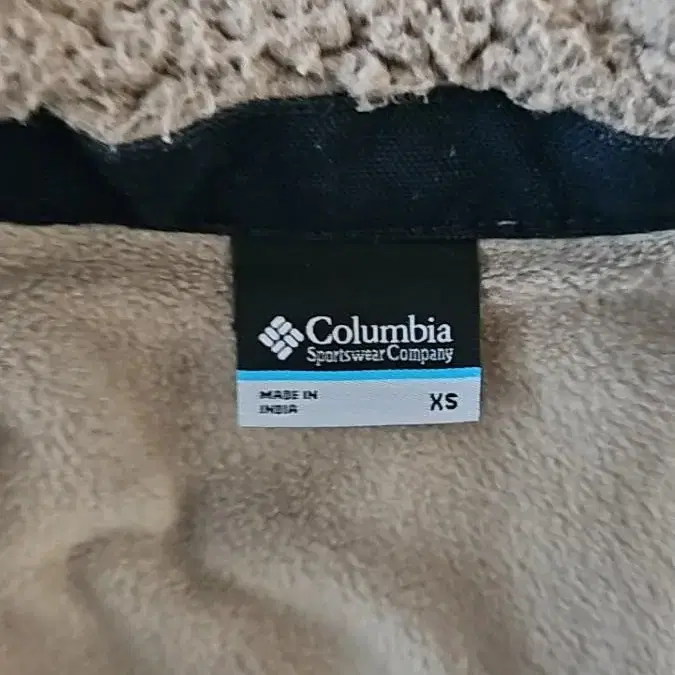 Columbia
Sportswear Company
MADE IN
INDIA
XS